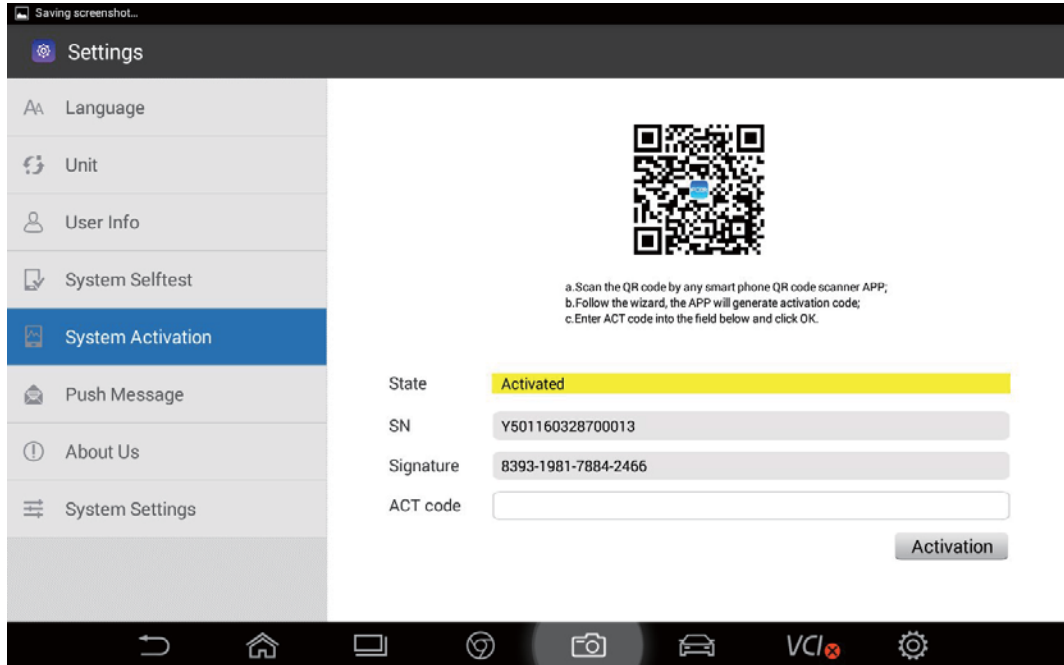 Saving screenshot...
Settings
Language
Unit
User Info
System Selftest
System Activation
Push Message
About Us
System Settings
a.Scan the QR code by any smart phone QR code scanner APP;
b.Follow the wizard, the APP will generate activation code;
c.Enter ACT code into the field below and click OK.
State Activated
SN Y501160328700013
Signature 8393-1981-7884-2466
ACT code
Activation
VCI